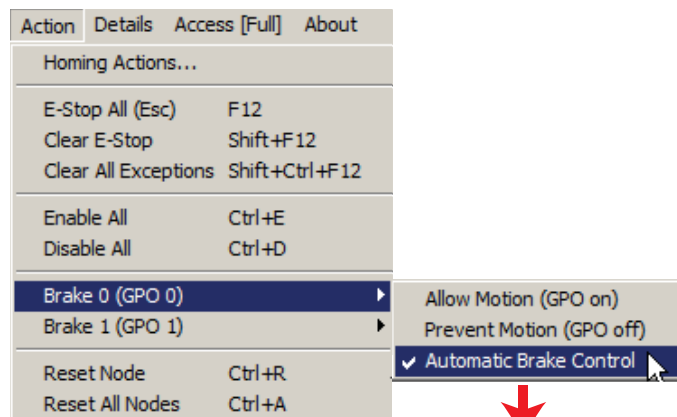 Action Details Access [Full] About
Homing Actions...
E-Stop All (Esc) F12
Clear E-Stop Shift+F12
Clear All Exceptions Shift+Ctrl+F12
Enable All Ctrl+E
Disable All Ctrl+D
Brake 0 (GPO 0)
Brake 1 (GPO 1)
Allow Motion (GPO on)
Prevent Motion (GPO off)
Automatic Brake Control
Reset Node Ctrl+R
Reset All Nodes Ctrl+A